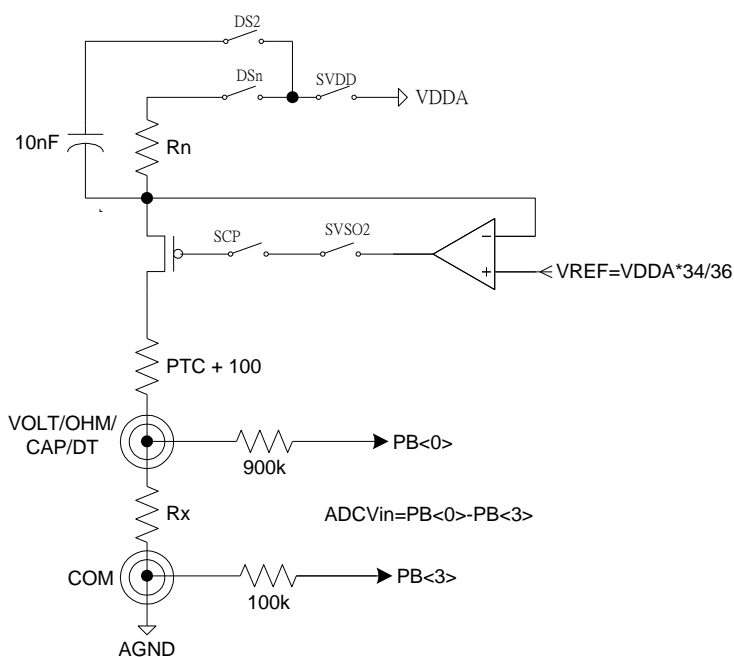 DS2
DSn
SVDD
VDDA
10nF
Rn
SCP
SVSO2
-
+
VREF=VDDA*34/36
PTC + 100
VOLT/OHM/
CAP/DT
900k
PB<0>
Rx
ADCVin=PB<0>-PB<3>
COM
100k
PB<3>
AGND